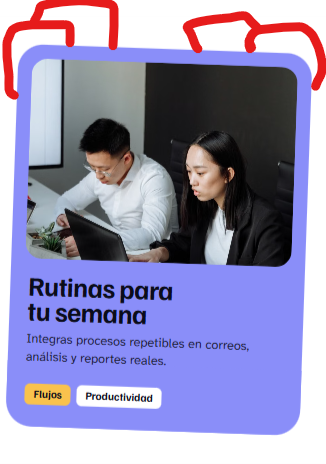 Rutinas para
tu semana
Integras procesos repetibles en correos,
análisis y reportes reales.
Flujos
Productividad